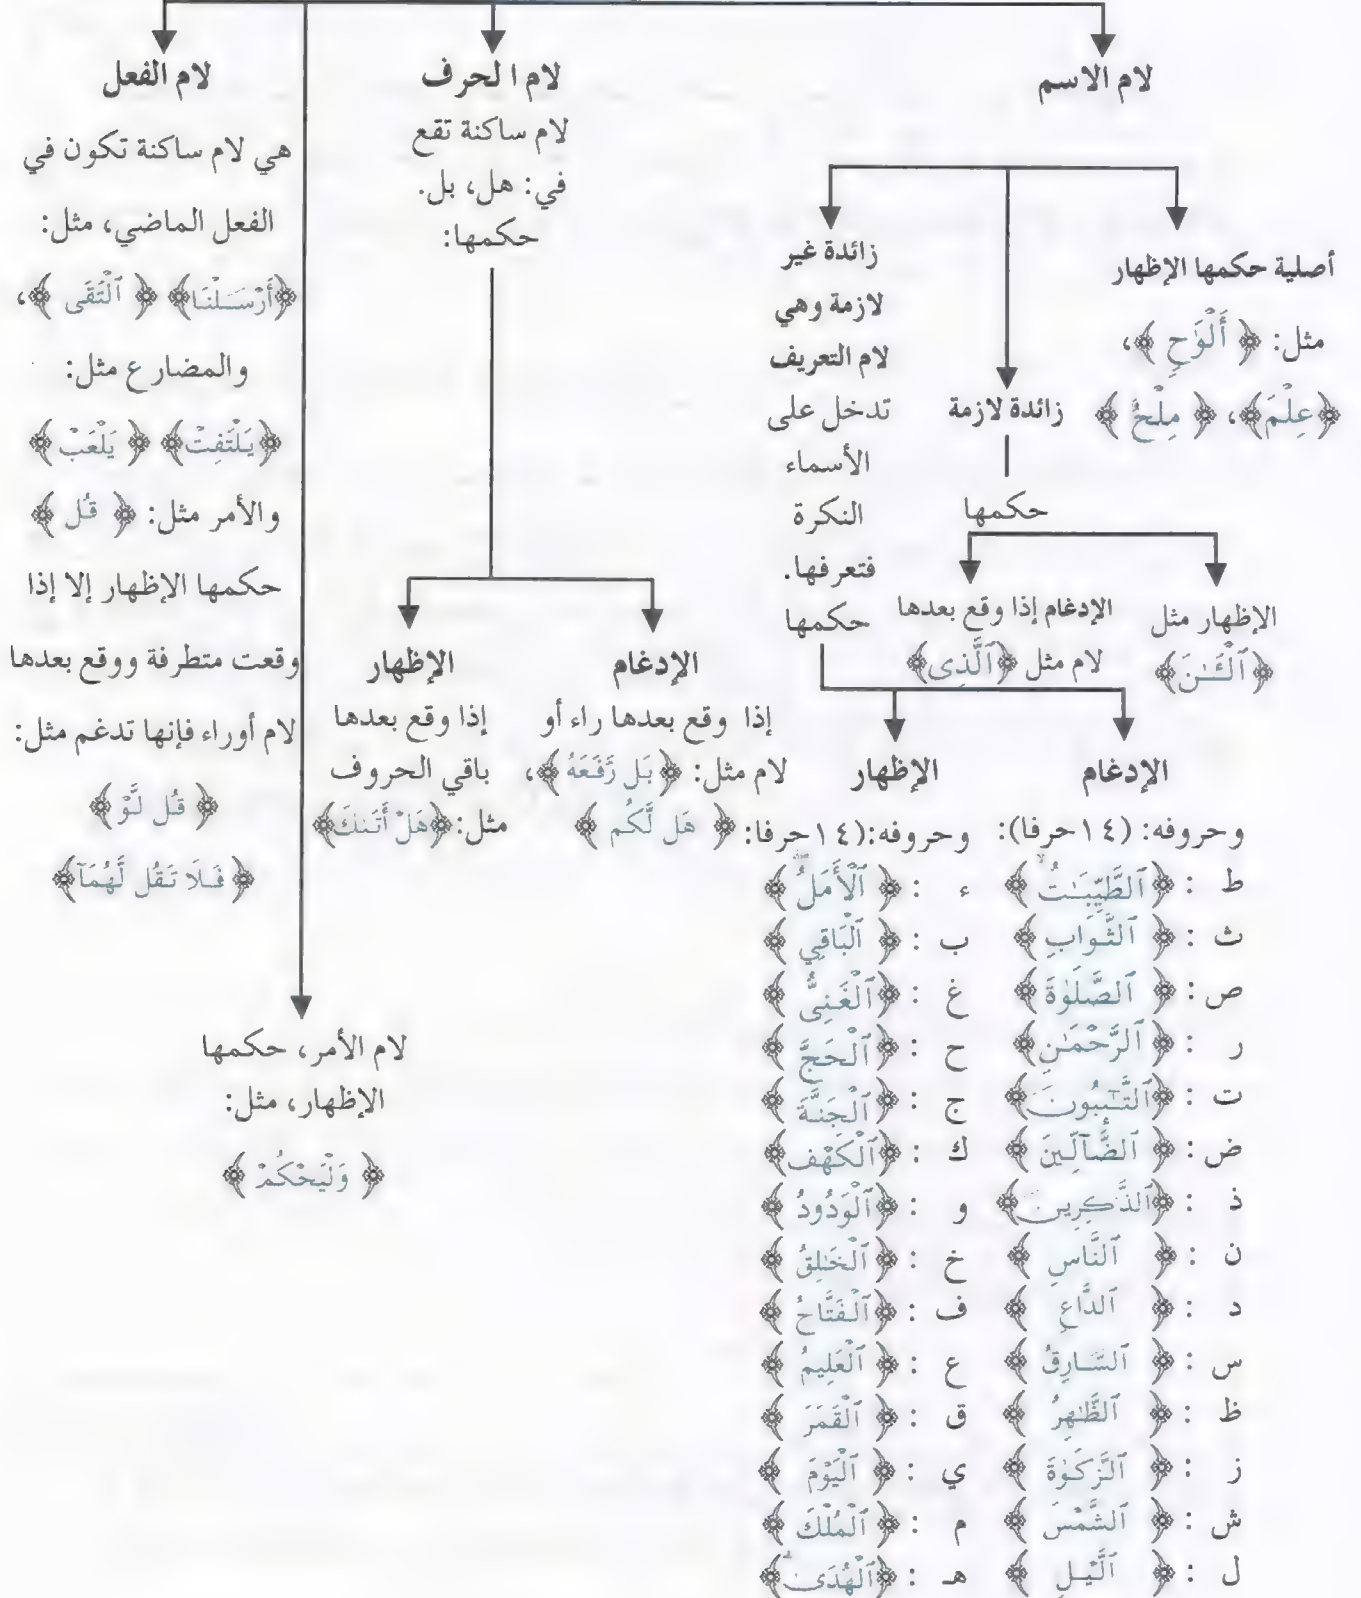 لام الاسم
أصلية حكمها الإظهار
مثل: ﴿أَلْوَٰحِ﴾،
﴿عِلْمَ﴾، ﴿مِلْحٌ﴾
زائدة لازمة
حكمها
الإظهار مثل
﴿ٱلْـَٰٔنَ﴾
الإدغام إذا وقع بعدها
لام مثل ﴿ٱلَّذِى﴾
زائدة غير
لازمة وهي
لام التعريف
تدخل على
الأسماء
النكرة
فتعرفها.
حكمها
الإدغام
وحروفه: (١٤ حرفا):
ط : ﴿ٱلطَّيِّبَـٰتُ﴾
ث : ﴿ٱلثَّوَابِ﴾
ص : ﴿ٱلصَّلَوٰةَ﴾
ر : ﴿ٱلرَّحْمَـٰنِ﴾
ت : ﴿ٱلتَّـٰٓئِبُونَ﴾
ض : ﴿ٱلضَّآلِّينَ﴾
ذ : ﴿ٱلذَّٰكِرِينَ﴾
ن : ﴿ٱلنَّاسِ﴾
د : ﴿ٱلدَّاعِ﴾
س : ﴿ٱلسَّارِقُ﴾
ظ : ﴿ٱلظَّـٰهِرُ﴾
ز : ﴿ٱلزَّكَوٰةَ﴾
ش : ﴿ٱلشَّمْسَ﴾
ل : ﴿ٱلَّيْلِ﴾
الإظهار
وحروفه: (١٤ حرفا:
ء : ﴿ٱلْأَمَلُ﴾
ب : ﴿ٱلْبَاقِي﴾
غ : ﴿ٱلْغَنِىُّ﴾
ح : ﴿ٱلْحَجَّ﴾
ج : ﴿ٱلْجَنَّةَ﴾
ك : ﴿ٱلْكَهْفِ﴾
و : ﴿ٱلْوَدُودُ﴾
خ : ﴿ٱلْخَـٰلِقُ﴾
ف : ﴿ٱلْفَتَّاحُ﴾
ع : ﴿ٱلْعَلِيمُ﴾
ق : ﴿ٱلْقَمَرَ﴾
ي : ﴿ٱلْيَوْمَ﴾
م : ﴿ٱلْمُلْكَ﴾
هـ : ﴿ٱلْهُدَىٰ﴾
لام الحرف
لام ساكنة تقع
في: هل، بل.
حكمها:
الإدغام
إذا وقع بعدها راء أو
لام مثل: ﴿بَل رَّفَعَهُ﴾،
﴿هَل لَّكُم﴾
الإظهار
إذا وقع بعدها
باقي الحروف
مثل: ﴿هَلْ أَتَىٰكَ﴾
لام الأمر، حكمها
الإظهار، مثل:
﴿وَلْيَحْكُمْ﴾
لام الفعل
هي لام ساكنة تكون في
الفعل الماضي، مثل:
﴿أَرْسَلْنَا﴾ ﴿ٱلْتَقَى﴾،
والمضارع مثل:
﴿يَلْتَفِتْ﴾ ﴿يَلْعَبْ﴾
والأمر مثل: ﴿قُل﴾
حكمها الإظهار إلا إذا
وقعت متطرفة ووقع بعدها
لام أوراء فإنها تدغم مثل:
﴿قُل لَّوْ﴾
﴿فَلَا تَقُل لَّهُمَآ﴾